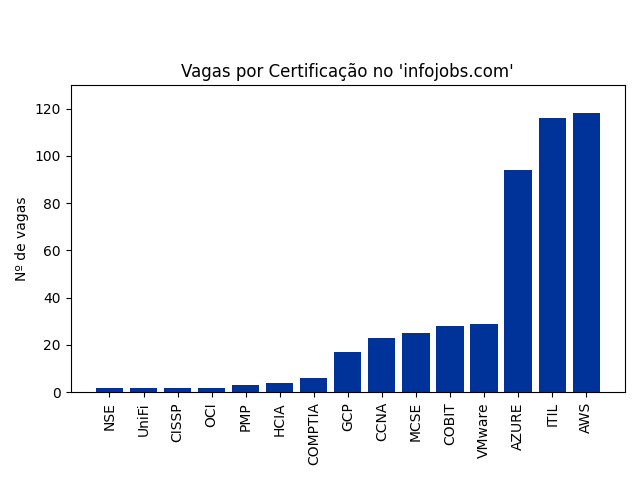 Vagas por Certificação no 'infojobs.com'
Nº de vagas
120
100
80
60
40
20
0
NSE
UniFi
CISSP
OCI
PMP
HCIA
COMPTIA
GCP
CCNA
MCSE
COBIT
VMware
AZURE
ITIL
AWS